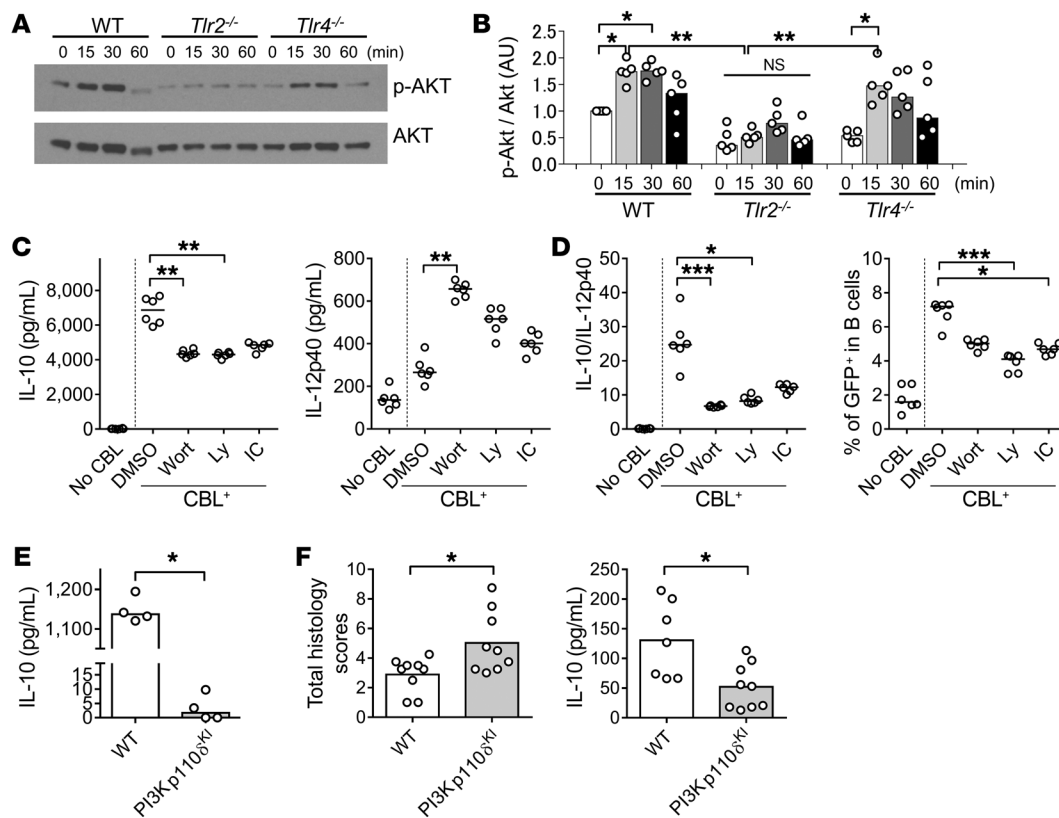 A
WT Tlr2-/- Tlr4-/-
0 15 30 60 0 15 30 60 0 15 30 60 (min)
p-AKT
AKT
B
p-Akt / Akt (AU)
2.5
2.0
1.5
1.0
0.5
0.0
* * ** ** *
NS
0 15 30 60 0 15 30 60 0 15 30 60 (min)
WT Tlr2-/- Tlr4-/-
C
IL-10 (pg/mL)
8,000
6,000
4,000
2,000
0
** **
No CBL DMSO Wort Ly IC
CBL+
IL-12p40 (pg/mL)
800
600
400
200
0
**
No CBL DMSO Wort Ly IC
CBL+
D
IL-10/IL-12p40
50
40
30
20
10
0
* ***
No CBL DMSO Wort Ly IC
CBL+
% of GFP+ in B cells
10
8
6
4
2
0
*** *
No CBL DMSO Wort Ly IC
CBL+
E
IL-10 (pg/mL)
1,200
1,100
15
10
5
0
*
WT PI3K p110δKI
F
Total histology
scores
10
8
6
4
2
0
*
WT PI3K p110δKI
IL-10 (pg/mL)
250
200
150
100
50
0
*
WT PI3K p110δKI